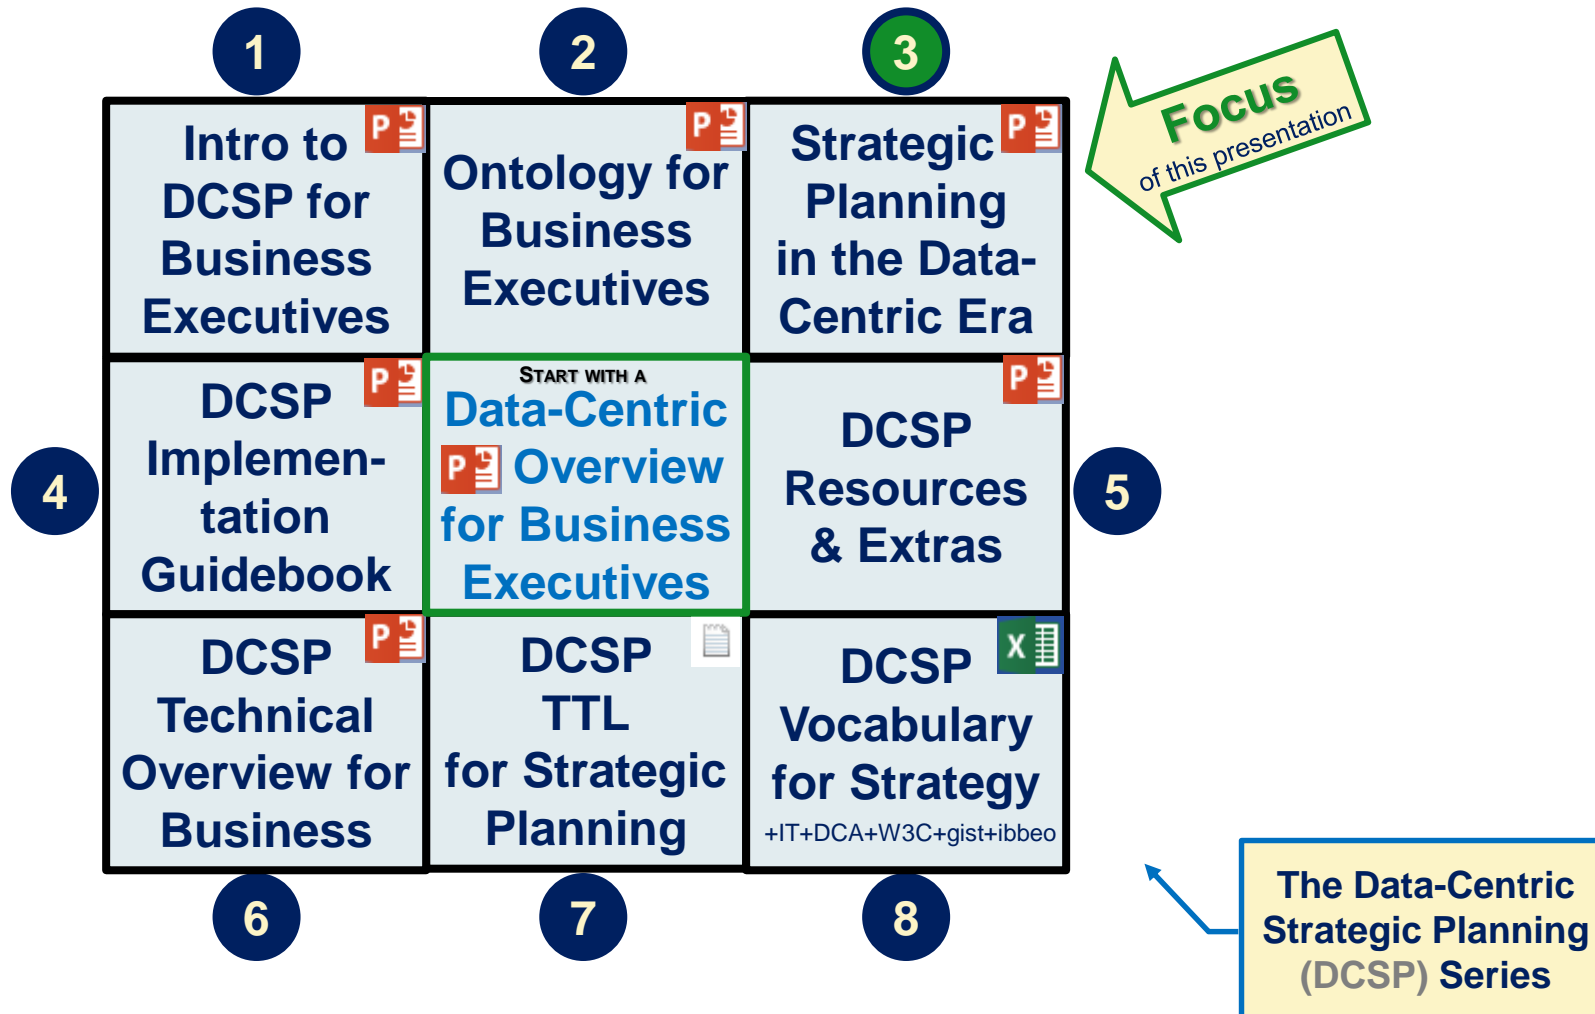 1
2
3
Focus
of this presentation
Intro to
DCSP for
Business
Executives
Ontology for
Business
Executives
Strategic
Planning
in the Data-
Centric Era
4
DCSP
Implemen-
tation
Guidebook
START WITH A
Data-Centric
Overview
for Business
Executives
DCSP
Resources
& Extras
5
DCSP
Technical
Overview for
Business
DCSP
TTL
for Strategic
Planning
DCSP
Vocabulary
for Strategy
+IT+DCA+W3C+gist+ibbeo
6
7
8
The Data-Centric
Strategic Planning
(DCSP) Series